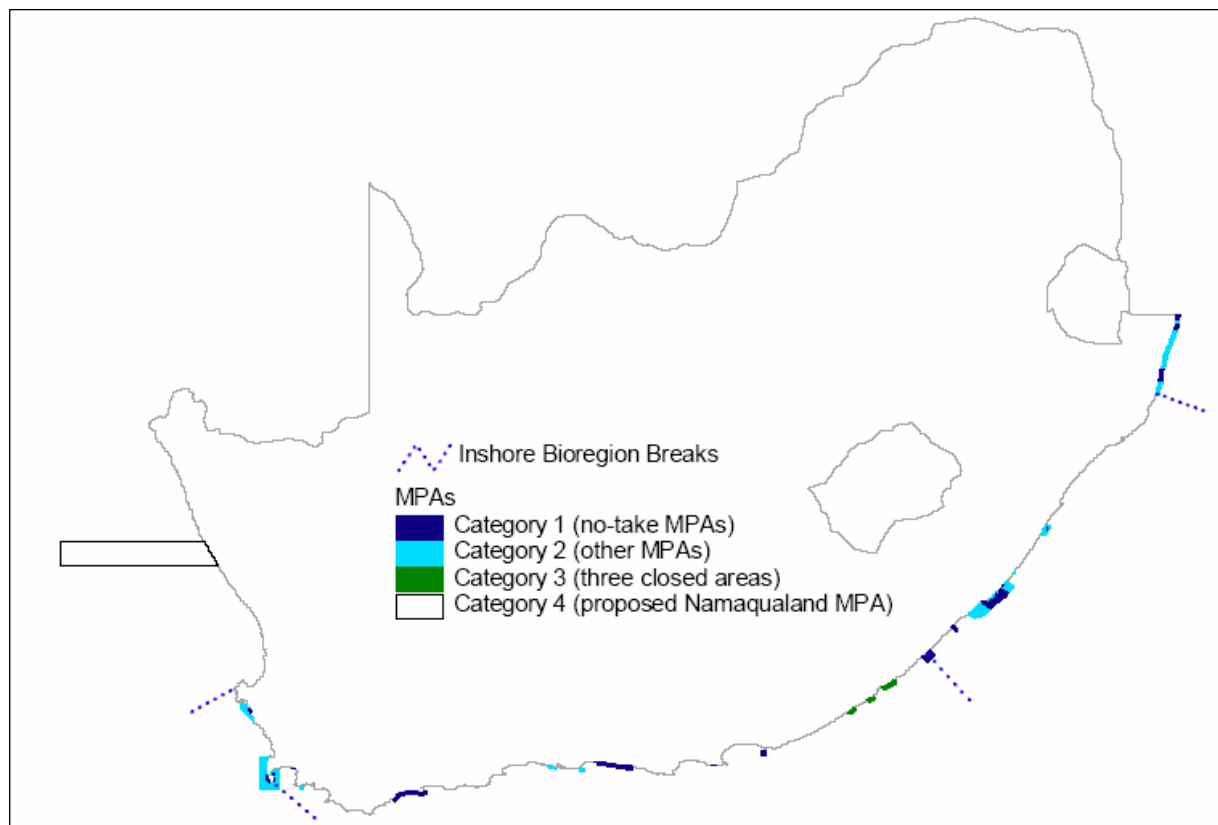 Inshore Bioregion Breaks
MPAs
Category 1 (no-take MPAs)
Category 2 (other MPAs)
Category 3 (three closed areas)
Category 4 (proposed Namaqualand MPA)